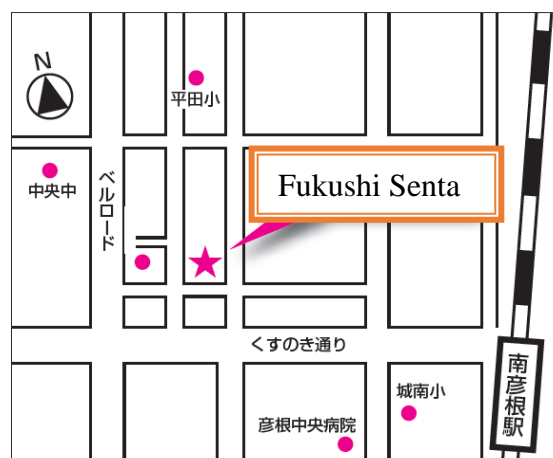 N
平田小
中央中
ベルロード
Fukushi Senta
くすのき通り
南彦根駅
城南小
彦根中央病院